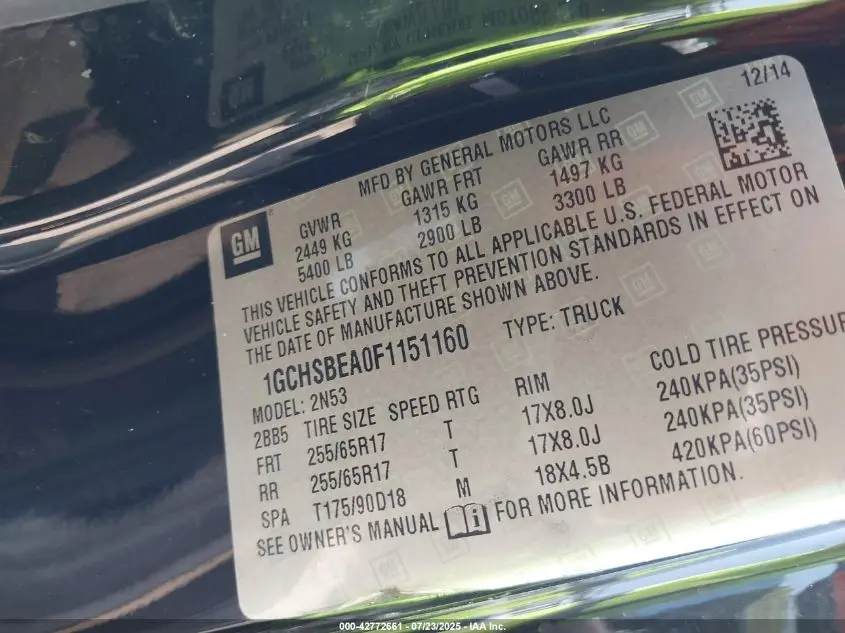 12/14
MFD BY GENERAL MOTORS LLC
GM
GVWR GAWR FRT GAWR RR
2449 KG 1315 KG 1497 KG
5400 LB 2900 LB 3300 LB
THIS VEHICLE CONFORMS TO ALL APPLICABLE U.S. FEDERAL MOTOR
VEHICLE SAFETY AND THEFT PREVENTION STANDARDS IN EFFECT ON
THE DATE OF MANUFACTURE SHOWN ABOVE.
1GCHSBEA0F1151160 TYPE: TRUCK
MODEL: 2N53
2BB5 TIRE SIZE SPEED RTG RIM COLD TIRE PRESSUR
FRT 255/65R17 T 17X8.0J 240KPA(35PSI)
RR 255/65R17 T 17X8.0J 240KPA(35PSI)
SPA T175/90D18 M 18X4.5B 420KPA(60PSI)
SEE OWNER'S MANUAL FOR MORE INFORMATION.
000-42772661 - 07/23/2025 - IAA Inc.